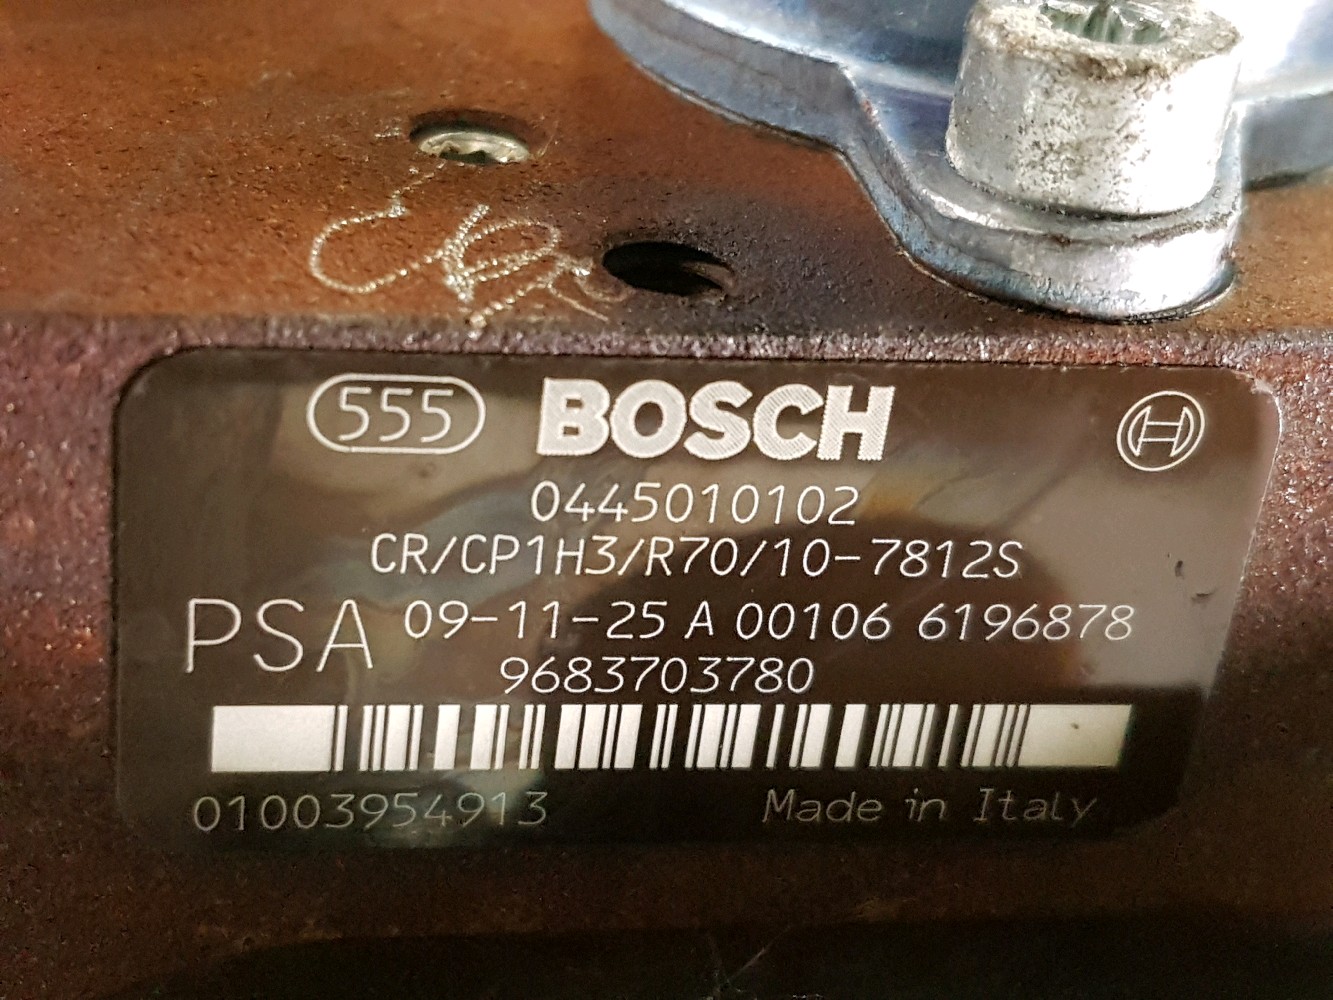 555 BOSCH
0445010102
CR/CP1H3/R70/10-7812S
PSA 09-11-25 A 00106 6196878
9683703780
01003954913 Made in Italy